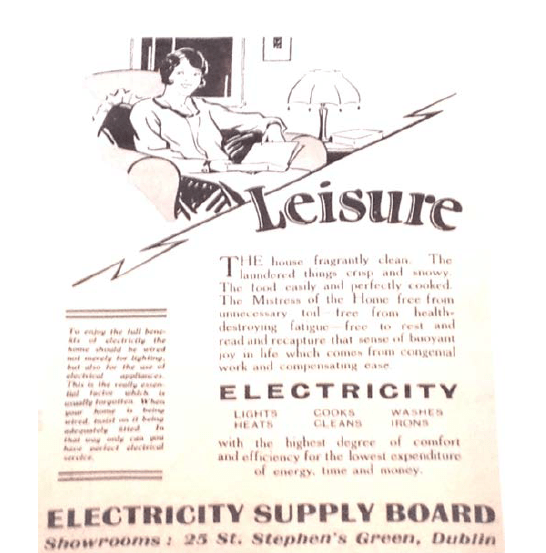 Leisure
THE house fragrantly clean. The
laundered things crisp and snowy.
The food easily and perfectly cooked.
The Mistress of the Home free from
unnecessary toil—free from health-
destroying fatigue—free to rest and
read and recapture that sense of buoyant
joy in life which comes from congenial
work and compensating ease.
To enjoy the full bene-
fits of electricity the
home should be wired
not merely for lighting,
but also for the use of
electrical appliances.
This is the really essen-
tial factor which is
usually forgotten. When
your home is being
wired, insist on it being
adequately fitted. In
that way only can you
have perfect electrical
service.
ELECTRICITY
LIGHTS COOKS WASHES
HEATS CLEANS IRONS
with the highest degree of comfort
and efficiency for the lowest expenditure
of energy, time and money.
ELECTRICITY SUPPLY BOARD
Showrooms: 25 St. Stephen's Green, Dublin